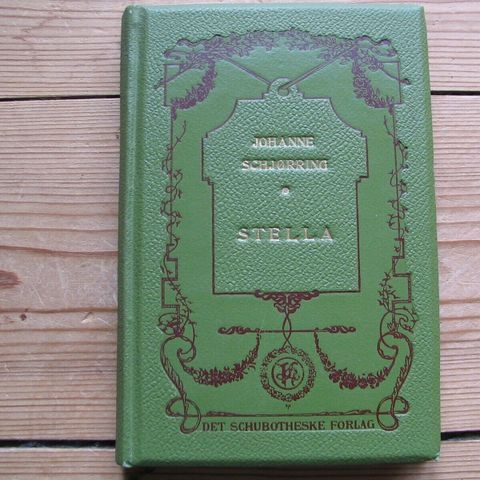 JOHANNE
SCHJØRRING
STELLA
DET SCHUBOTHESKE FORLAG